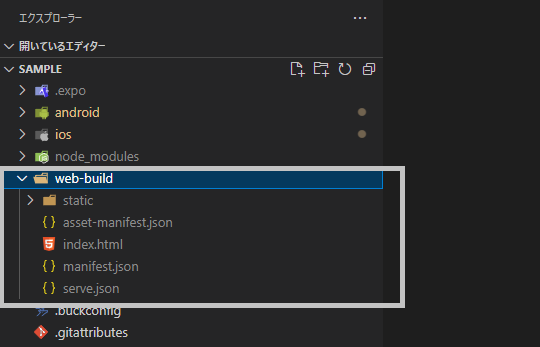 エクスプローラー
開いているエディター
SAMPLE
.expo
android
ios
node_modules
web-build
static
asset-manifest.json
index.html
manifest.json
serve.json
.buckconfig
.gitattributes